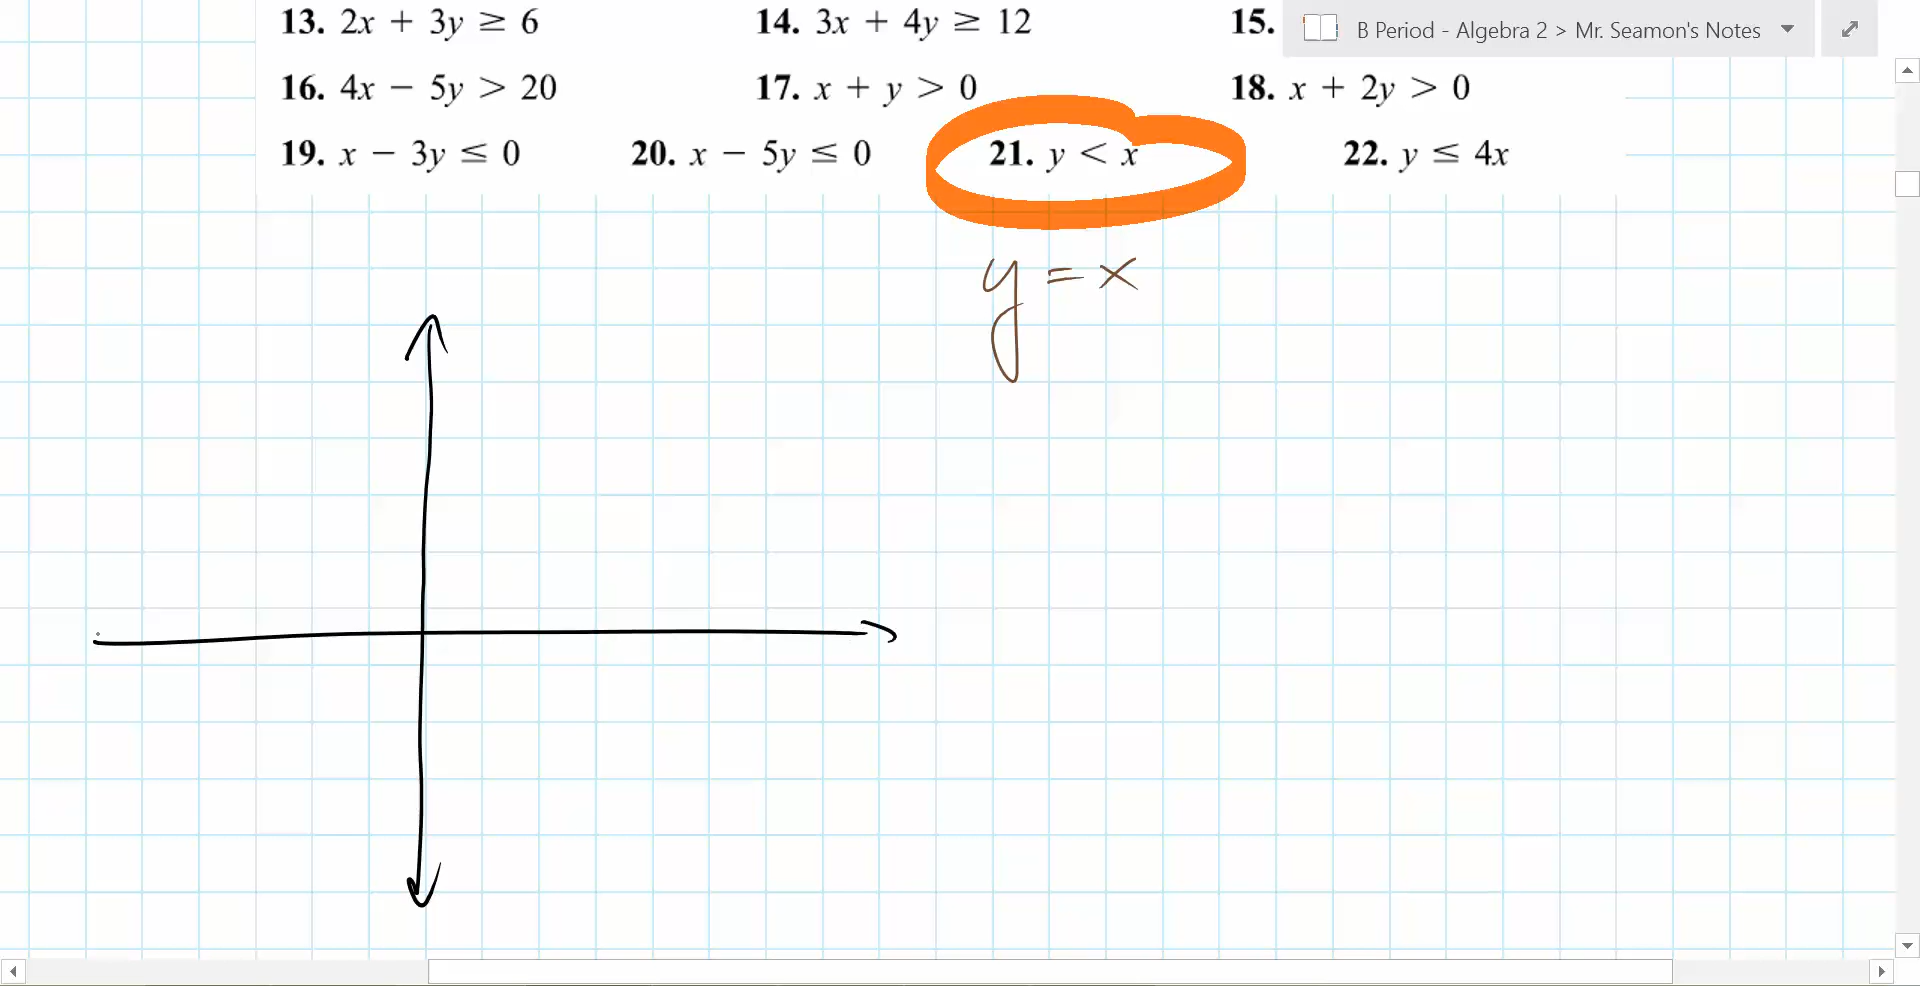 13. 2x + 3y ≥ 6 14. 3x + 4y ≥ 12 15.
B Period - Algebra 2 > Mr. Seamon's Notes
16. 4x − 5y > 20 17. x + y > 0 18. x + 2y > 0
19. x − 3y ≤ 0 20. x − 5y ≤ 0 21. y < x 22. y ≤ 4x
y = x